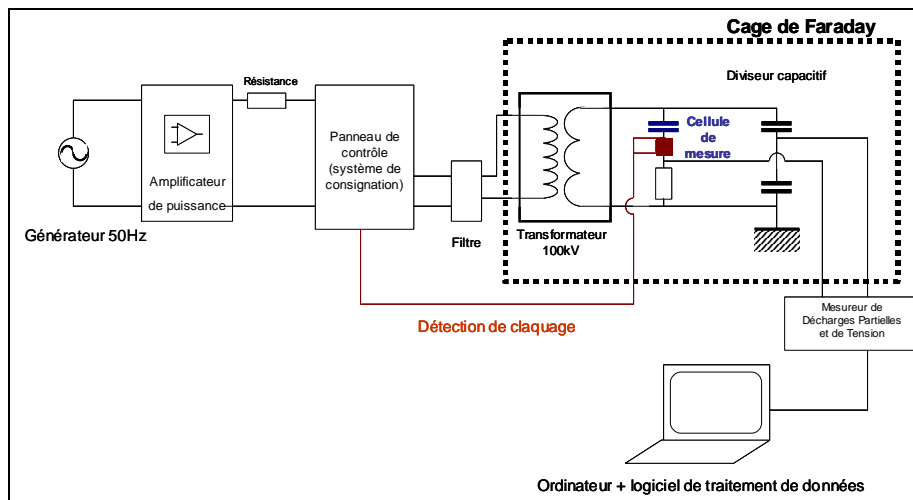 Cage de Faraday
Diviseur capacitif
Résistance
Cellule
de
mesure
Panneau de
contrôle
(système de
consignation)
Amplificateur
de puissance
Générateur 50Hz
Filtre
Transformateur
100kV
Détection de claquage
Mesureur de
Décharges Partielles
et de Tension
Ordinateur + logiciel de traitement de données